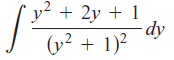 ∫ (y² + 2y + 1)/(y² + 1)² dy